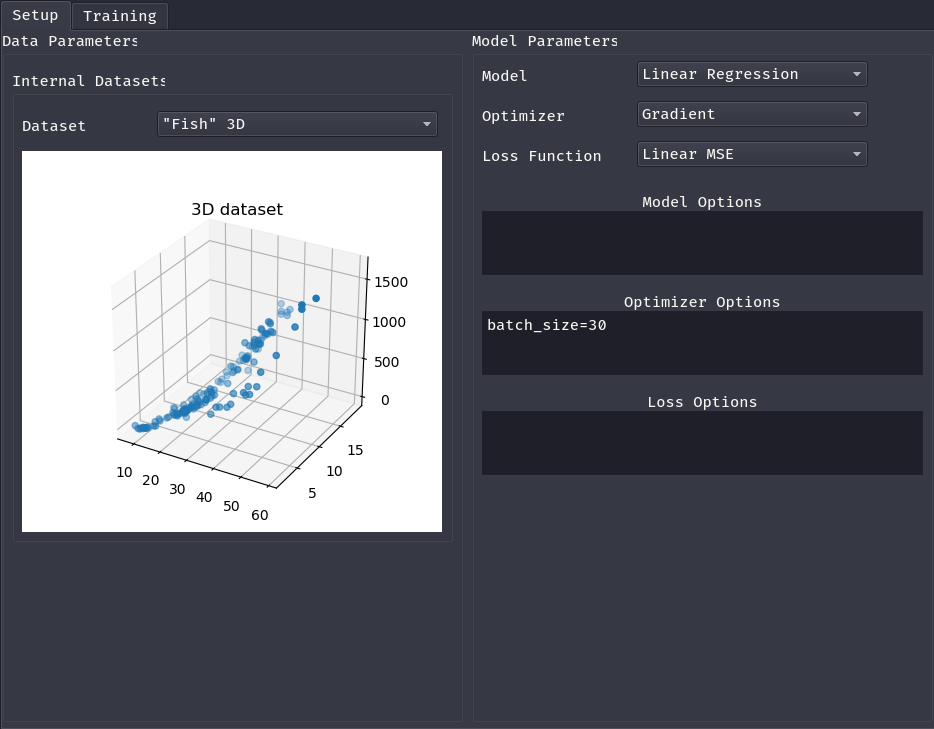 Setup Training
Data Parameters
Internal Datasets
Dataset "Fish" 3D
3D dataset
1500
1000
500
0
15
10
5
10 20 30 40 50 60
Model Parameters
Model Linear Regression
Optimizer Gradient
Loss Function Linear MSE
Model Options
Optimizer Options
batch_size=30
Loss Options